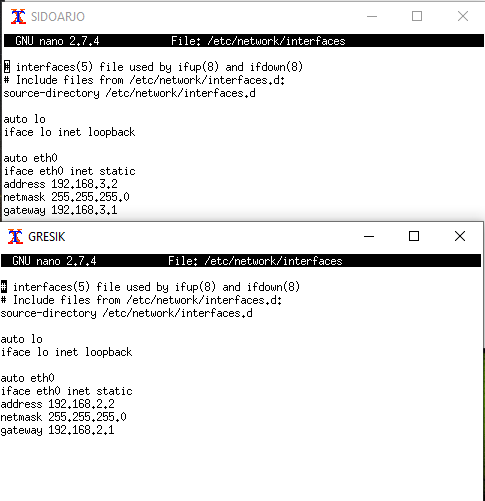 SIDOARJO
GNU nano 2.7.4 File: /etc/network/interfaces
# interfaces(5) file used by ifup(8) and ifdown(8)
# Include files from /etc/network/interfaces.d:
source-directory /etc/network/interfaces.d
auto lo
iface lo inet loopback
auto eth0
iface eth0 inet static
address 192.168.3.2
netmask 255.255.255.0
gateway 192.168.3.1
GRESIK
GNU nano 2.7.4 File: /etc/network/interfaces
# interfaces(5) file used by ifup(8) and ifdown(8)
# Include files from /etc/network/interfaces.d:
source-directory /etc/network/interfaces.d
auto lo
iface lo inet loopback
auto eth0
iface eth0 inet static
address 192.168.2.2
netmask 255.255.255.0
gateway 192.168.2.1